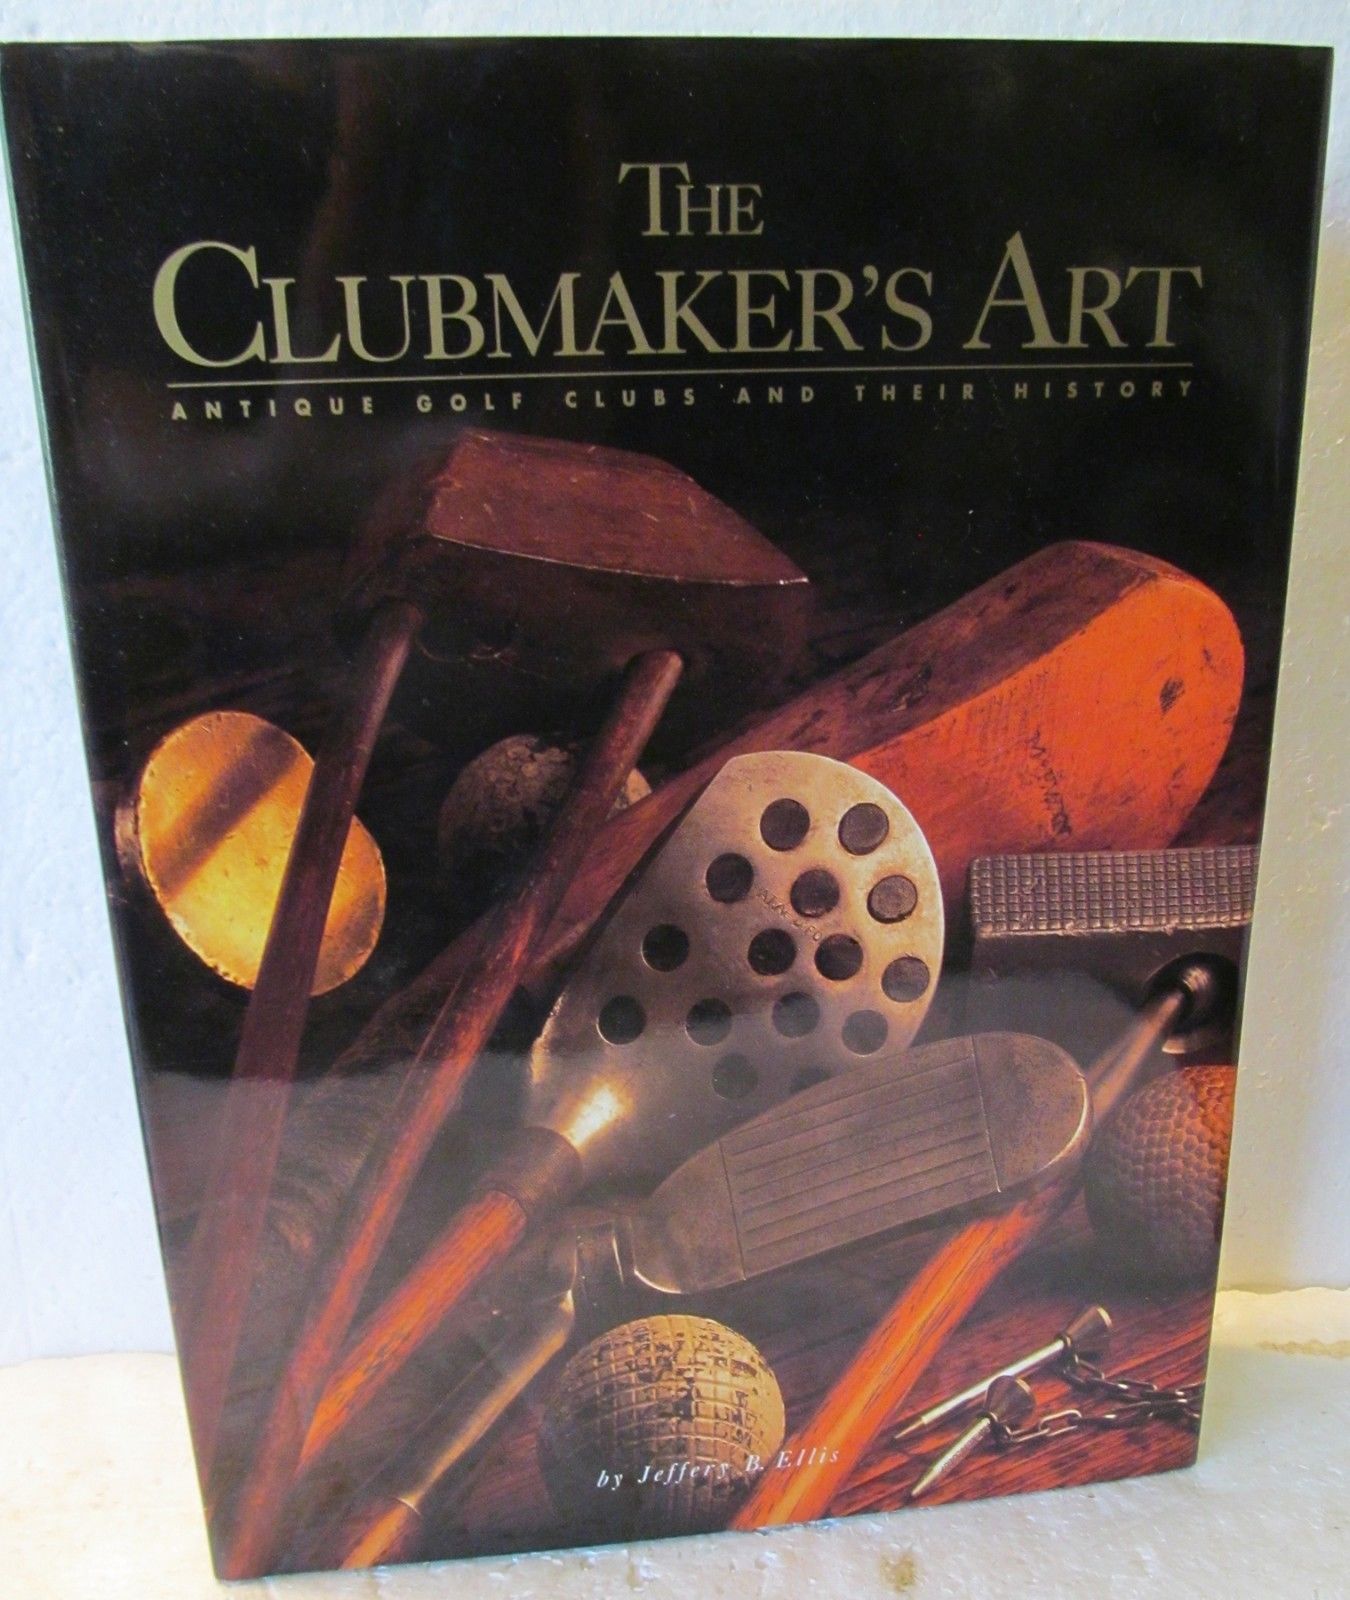 THE
CLUBMAKER'S ART
ANTIQUE GOLF CLUBS AND THEIR HISTORY
by Jeffery B. Ellis